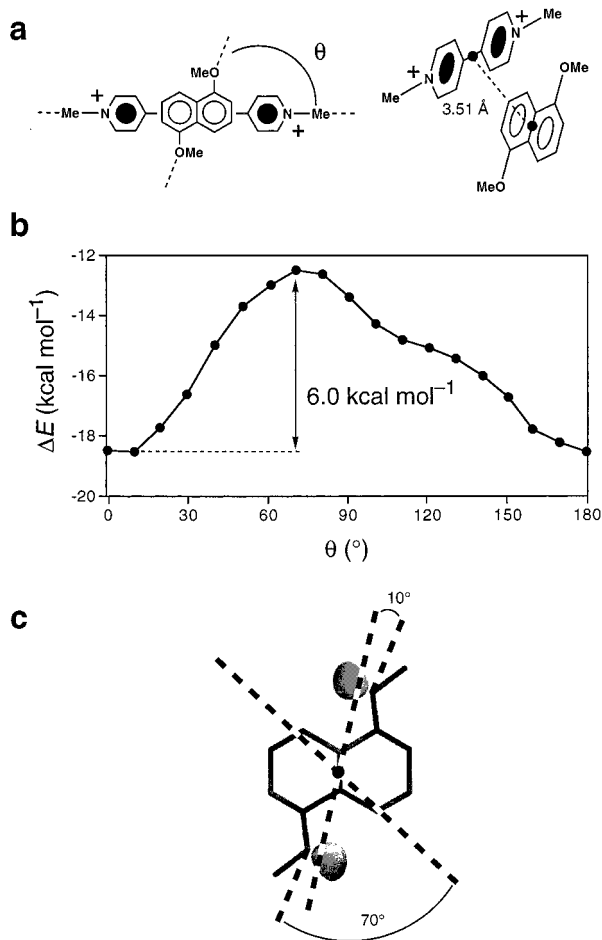 a
MeO
θ
+
Me N N Me
+
OMe
Me
N
+
+
N
Me
3.51 Å
OMe
MeO
b
-12
-14
-16
-18
-20
ΔE (kcal mol⁻¹)
6.0 kcal mol⁻¹
0 30 60 90 120 150 180
θ (°)
c
10°
70°